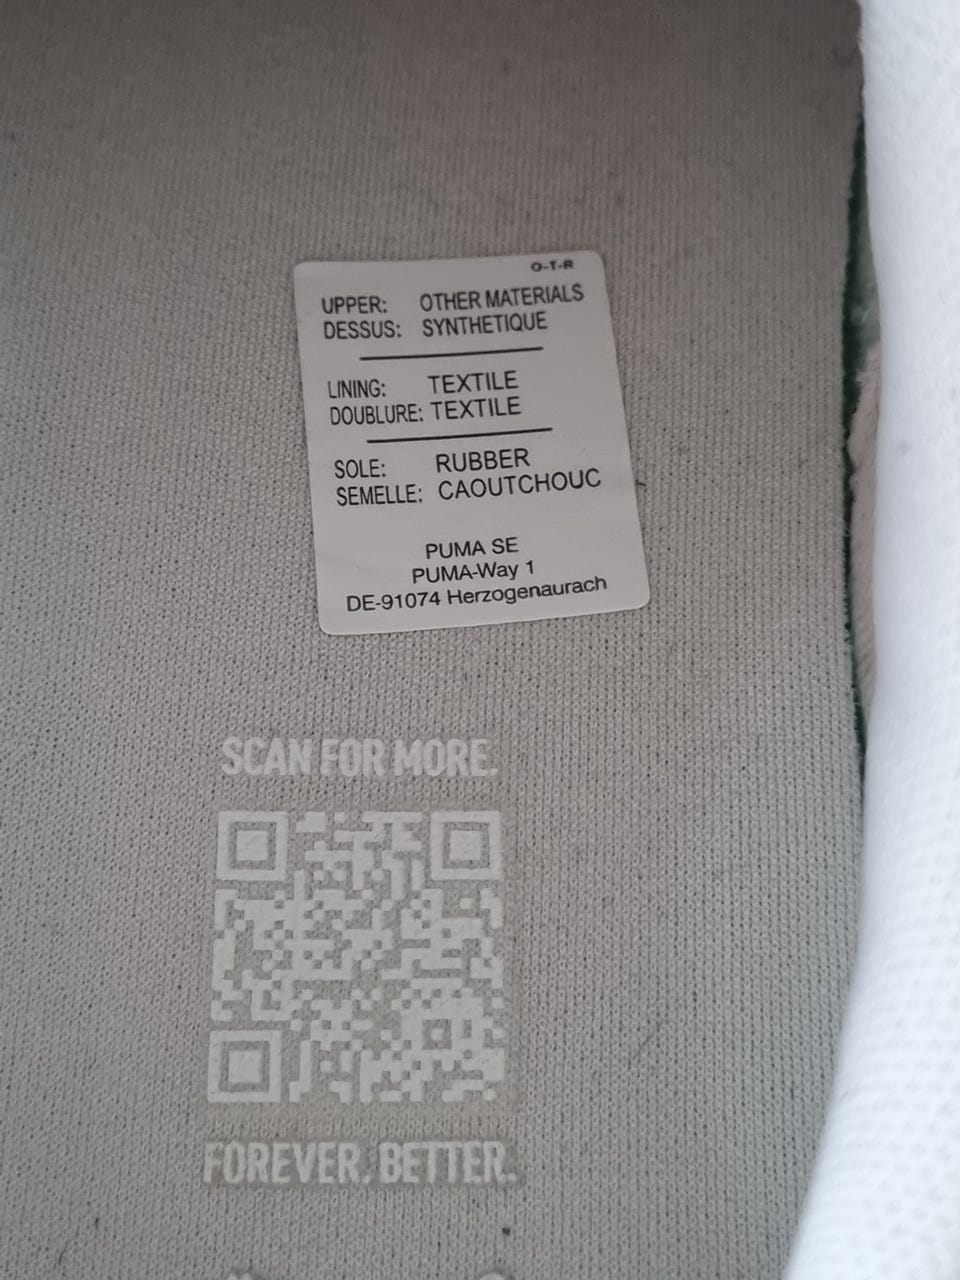 O-T-R
UPPER: OTHER MATERIALS
DESSUS: SYNTHETIQUE
LINING: TEXTILE
DOUBLURE: TEXTILE
SOLE: RUBBER
SEMELLE: CAOUTCHOUC
PUMA SE
PUMA-Way 1
DE-91074 Herzogenaurach
SCAN FOR MORE.
FOREVER. BETTER.